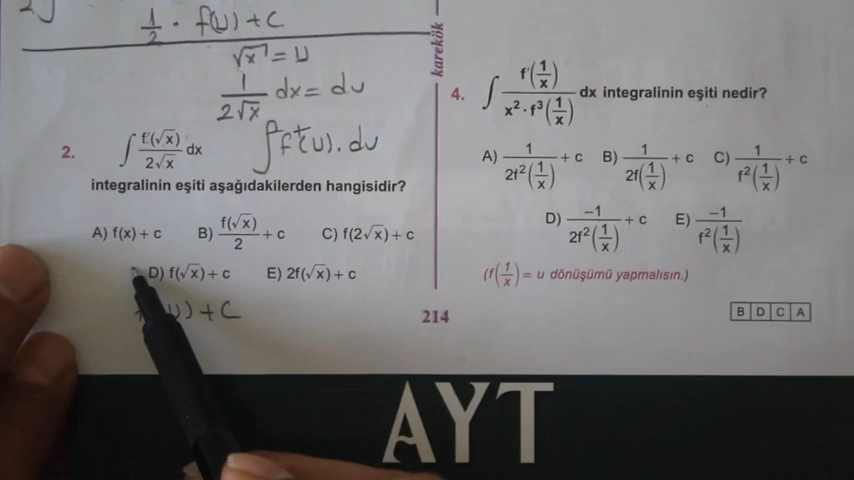 1/2 · f(u) + C
√x = u
1/(2√x) dx = du
∫ f'(u). du
2. ∫ f'(√x)/(2√x) dx
integralinin eşiti aşağıdakilerden hangisidir?
A) f(x) + c B) f(√x)/2 + c C) f(2√x) + c
D) f(√x) + c E) 2f(√x) + c
(u) + C
karekök
4. ∫ f'(1/x)/(x² · f³(1/x)) dx integralinin eşiti nedir?
A) 1/(2f²(1/x)) + c B) 1/(2f(1/x)) + c C) 1/(f²(1/x)) + c
D) −1/(2f²(1/x)) + c E) −1/(f²(1/x))
(f(1/x) = u dönüşümü yapmalısın.)
214
B D C A
AYT